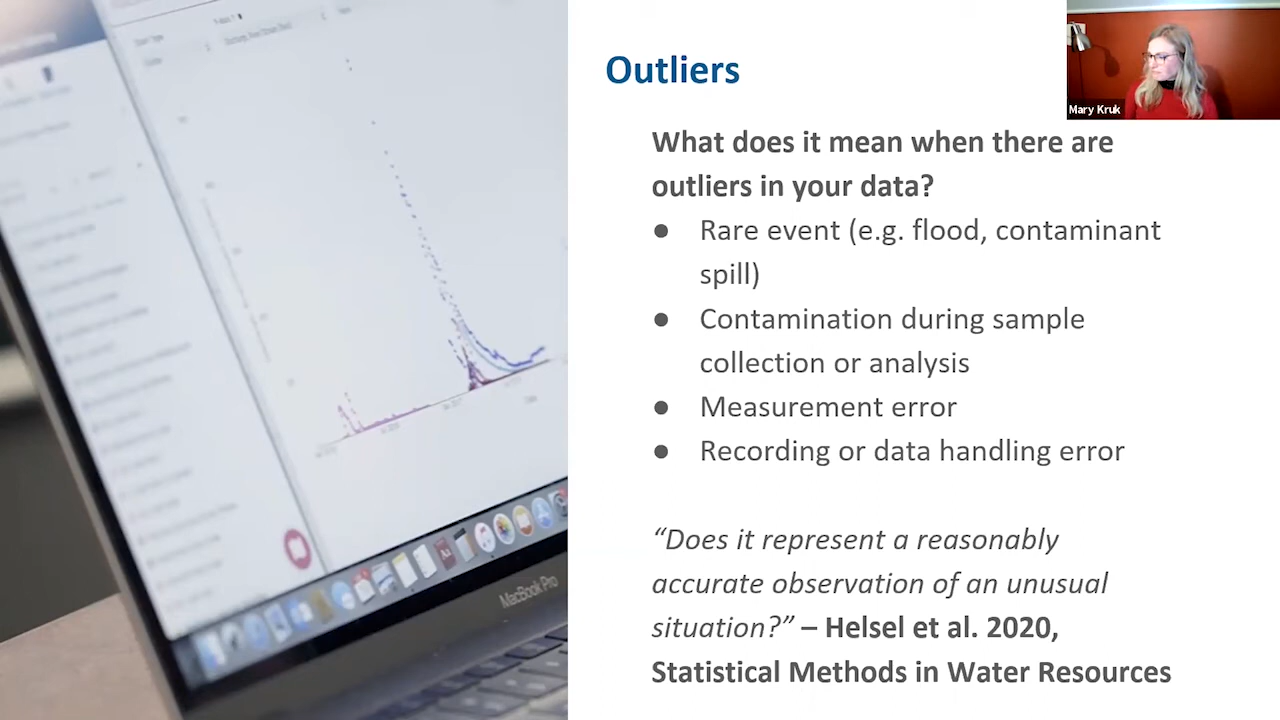 Outliers
Mary Kruk
What does it mean when there are
outliers in your data?
● Rare event (e.g. flood, contaminant
spill)
● Contamination during sample
collection or analysis
● Measurement error
● Recording or data handling error
“Does it represent a reasonably
accurate observation of an unusual
situation?” – Helsel et al. 2020,
Statistical Methods in Water Resources
MacBook Pro